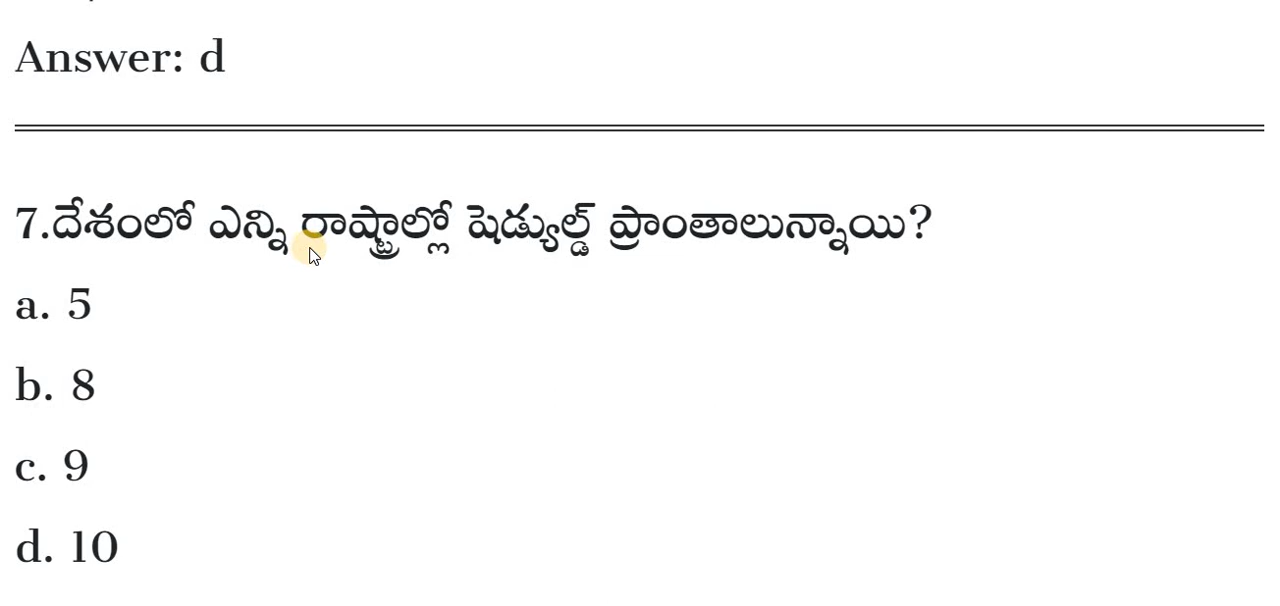 Answer: d
7.దేశంలో ఎన్ని రాష్ట్రాల్లో షెడ్యుల్డ్ ప్రాంతాలున్నాయి?
a. 5
b. 8
c. 9
d. 10